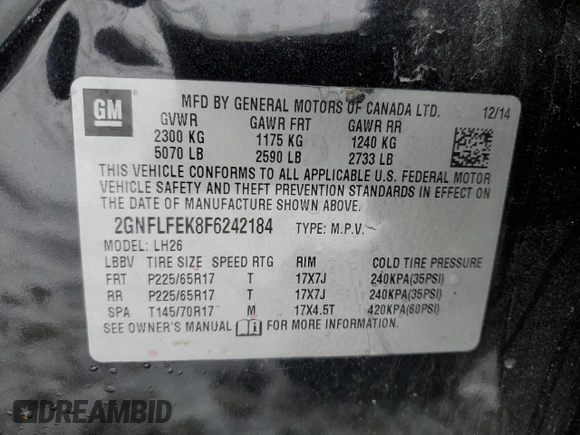 GM
MFD BY GENERAL MOTORS OF CANADA LTD. 12/14
GVWR GAWR FRT GAWR RR
2300 KG 1175 KG 1240 KG
5070 LB 2590 LB 2733 LB
THIS VEHICLE CONFORMS TO ALL APPLICABLE U.S. FEDERAL MOTOR
VEHICLE SAFETY AND THEFT PREVENTION STANDARDS IN EFFECT ON
THE DATE OF MANUFACTURE SHOWN ABOVE.
2GNFLFEK8F6242184 TYPE: M.P.V.
MODEL: LH26
LBBV TIRE SIZE SPEED RTG RIM COLD TIRE PRESSURE
FRT P225/65R17 T 17X7J 240KPA(35PSI)
RR P225/65R17 T 17X7J 240KPA(35PSI)
SPA T145/70R17 M 17X4.5T 420KPA(60PSI)
SEE OWNER'S MANUAL FOR MORE INFORMATION.
DREAMBID